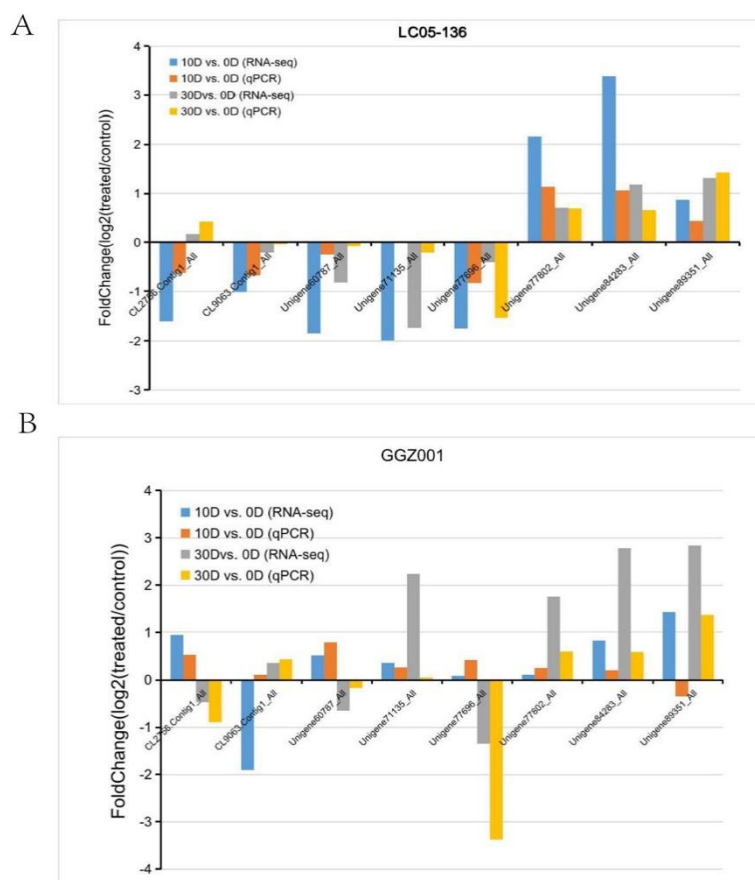 A
LC05-136
10D vs. 0D (RNA-seq)
10D vs. 0D (qPCR)
30Dvs. 0D (RNA-seq)
30D vs. 0D (qPCR)
FoldChange(log2(treated/control))
4
3
2
1
0
-1
-2
-3
CL2756.Contig1_All
CL9063.Contig1_All
Unigene60787_All
Unigene71135_All
Unigene77696_All
Unigene77802_All
Unigene84283_All
Unigene89351_All
B
GGZ001
10D vs. 0D (RNA-seq)
10D vs. 0D (qPCR)
30Dvs. 0D (RNA-seq)
30D vs. 0D (qPCR)
FoldChange(log2(treated/control))
4
3
2
1
0
-1
-2
-3
-4
CL2756.Contig1_All
CL9063.Contig1_All
Unigene60787_All
Unigene71135_All
Unigene77696_All
Unigene77802_All
Unigene84283_All
Unigene89351_All